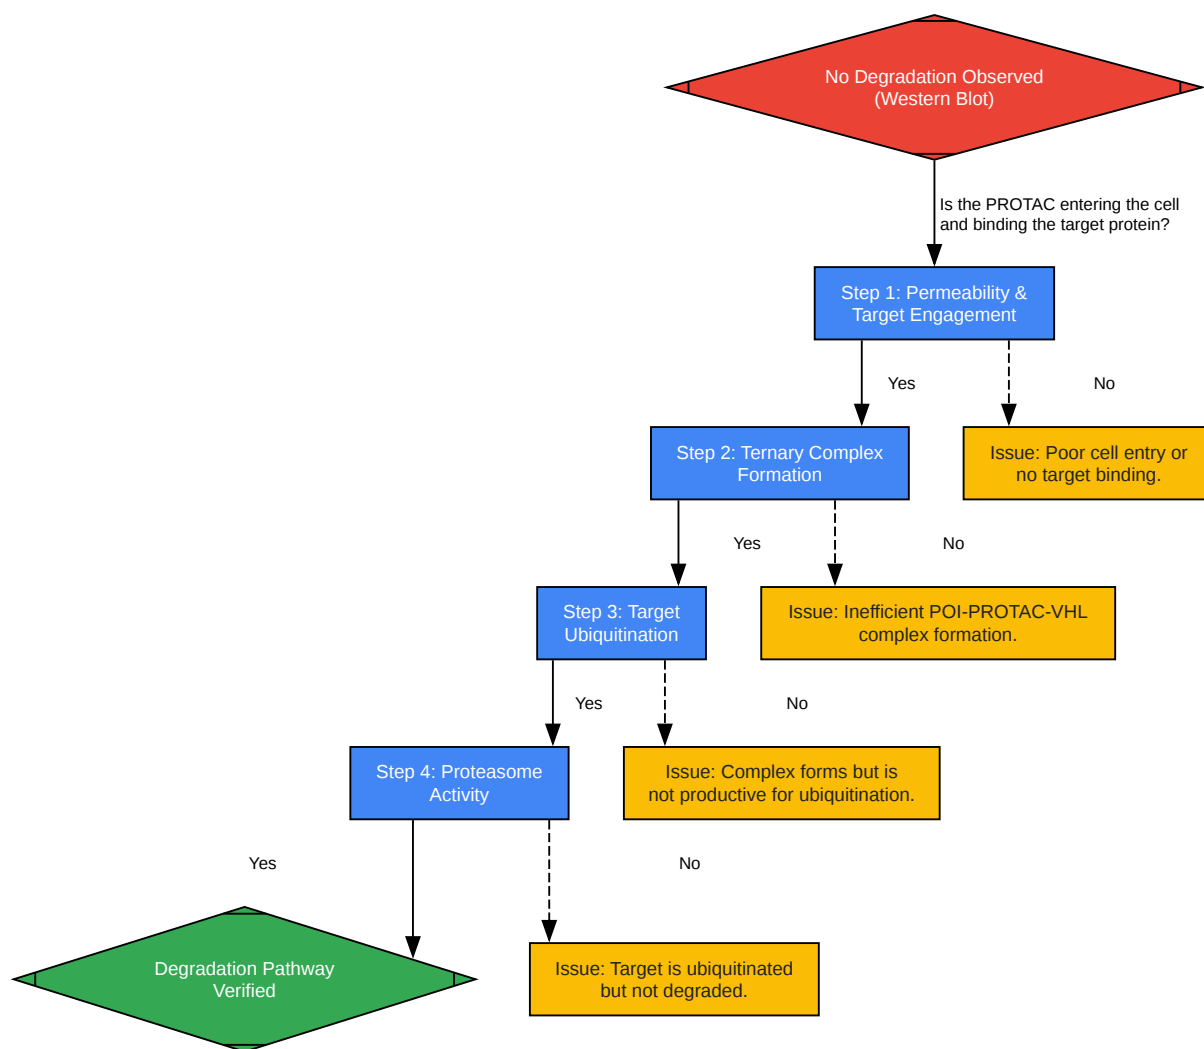 No Degradation Observed
(Western Blot)
Is the PROTAC entering the cell
and binding the target protein?
Step 1: Permeability &
Target Engagement
Yes
No
Step 2: Ternary Complex
Formation
Issue: Poor cell entry or
no target binding.
Yes
No
Step 3: Target
Ubiquitination
Issue: Inefficient POI-PROTAC-VHL
complex formation.
Yes
No
Step 4: Proteasome
Activity
Issue: Complex forms but is
not productive for ubiquitination.
Yes
No
Degradation Pathway
Verified
Issue: Target is ubiquitinated
but not degraded.